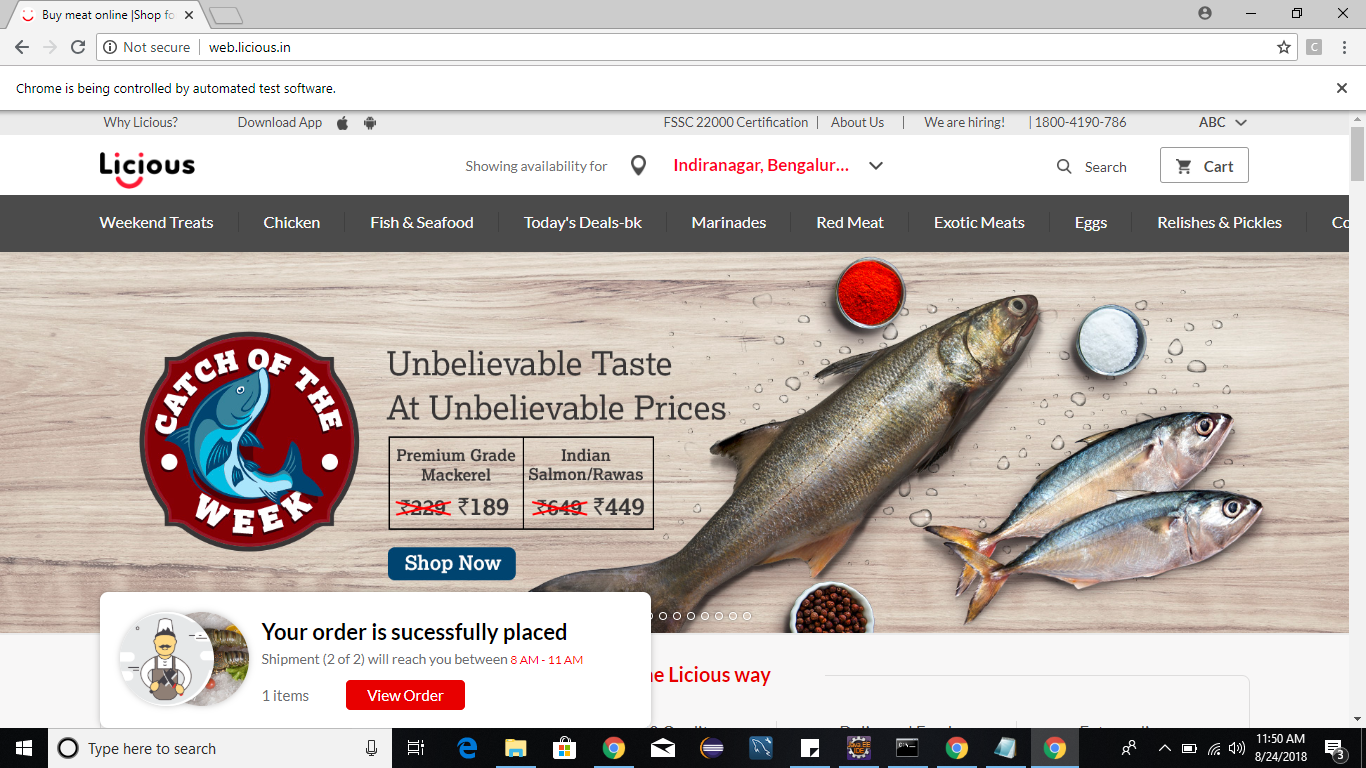 Buy meat online |Shop fo
Not secure
web.licious.in
C
Chrome is being controlled by automated test software.
Why Licious?
Download App
FSSC 22000 Certification |
About Us |
We are hiring!
| 1800-4190-786
ABC
Licious
Showing availability for
Indiranagar, Bengalur...
Search
Cart
Weekend Treats
Chicken
Fish & Seafood
Today's Deals-bk
Marinades
Red Meat
Exotic Meats
Eggs
Relishes & Pickles
Co
CATCH OF THE
WEEK
Unbelievable Taste
At Unbelievable Prices
Premium Grade
Mackerel
₹229 ₹189
Indian
Salmon/Rawas
₹649 ₹449
Shop Now
Your order is sucessfully placed
Shipment (2 of 2) will reach you between 8 AM - 11 AM
1 items
View Order
Licious way
Type here to search
11:50 AM
8/24/2018
3